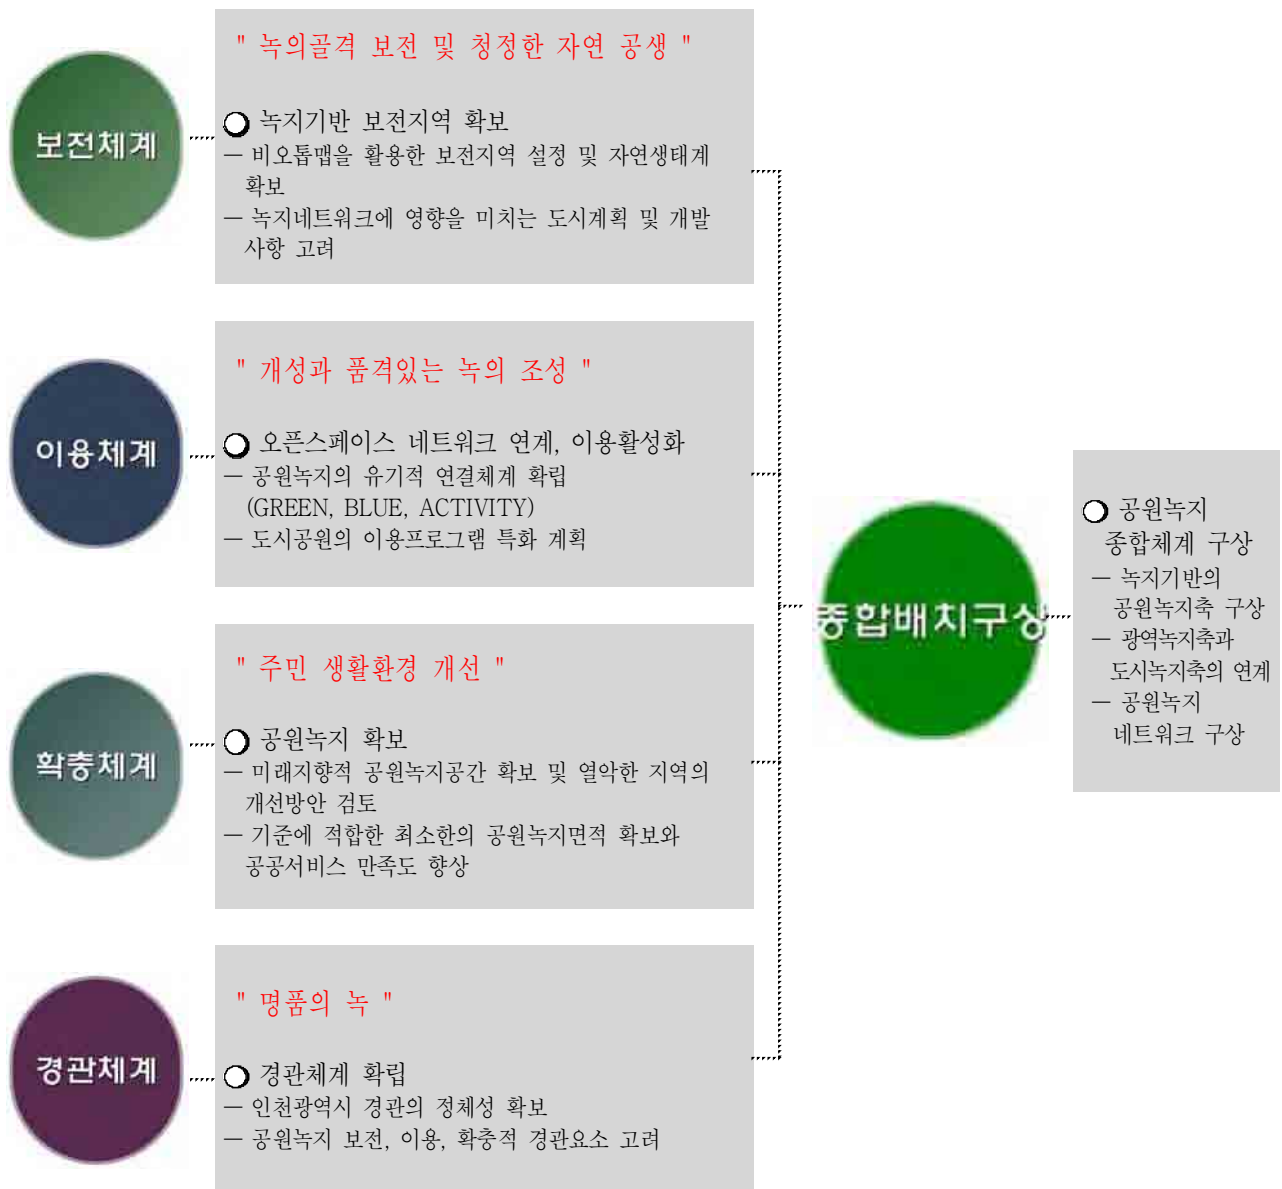 보전체계
" 녹의골격 보전 및 청정한 자연 공생 "
○ 녹지기반 보전지역 확보
― 비오톱맵을 활용한 보전지역 설정 및 자연생태계
확보
― 녹지네트워크에 영향을 미치는 도시계획 및 개발
사항 고려
이용체계
" 개성과 품격있는 녹의 조성 "
○ 오픈스페이스 네트워크 연계, 이용활성화
― 공원녹지의 유기적 연결체계 확립
(GREEN, BLUE, ACTIVITY)
― 도시공원의 이용프로그램 특화 계획
확충체계
" 주민 생활환경 개선 "
○ 공원녹지 확보
― 미래지향적 공원녹지공간 확보 및 열악한 지역의
개선방안 검토
― 기준에 적합한 최소한의 공원녹지면적 확보와
공공서비스 만족도 향상
경관체계
" 명품의 녹 "
○ 경관체계 확립
― 인천광역시 경관의 정체성 확보
― 공원녹지 보전, 이용, 확충적 경관요소 고려
종합배치구상
○ 공원녹지
종합체계 구상
― 녹지기반의
공원녹지축 구상
― 광역녹지축과
도시녹지축의 연계
― 공원녹지
네트워크 구상